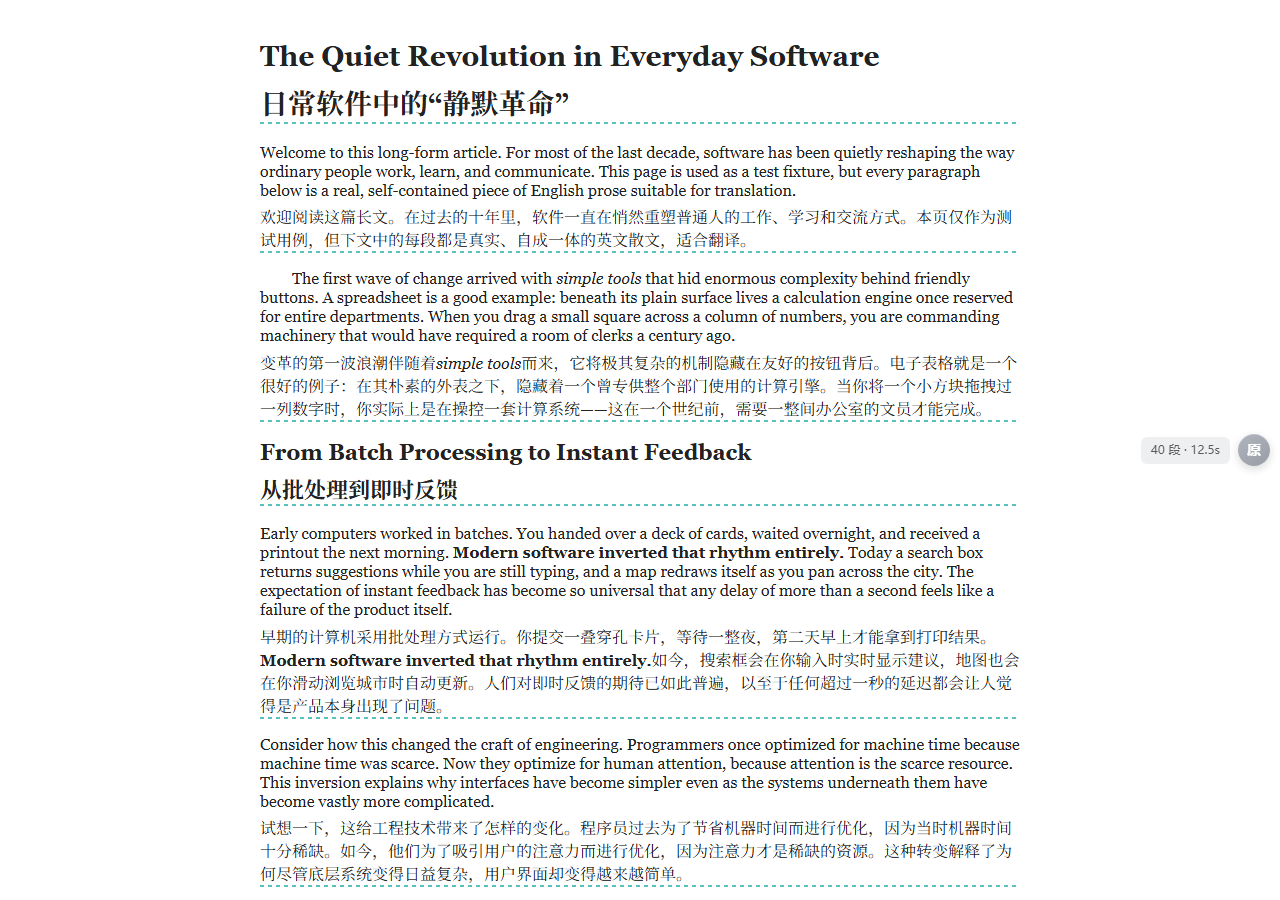 The Quiet Revolution in Everyday Software
日常软件中的“静默革命”
Welcome to this long-form article. For most of the last decade, software has been quietly reshaping the way
ordinary people work, learn, and communicate. This page is used as a test fixture, but every paragraph
below is a real, self-contained piece of English prose suitable for translation.
欢迎阅读这篇长文。在过去的十年里，软件一直在悄然重塑普通人的工作、学习和交流方式。本页仅作为测
试用例，但下文中的每段都是真实、自成一体的英文散文，适合翻译。
The first wave of change arrived with simple tools that hid enormous complexity behind friendly
buttons. A spreadsheet is a good example: beneath its plain surface lives a calculation engine once reserved
for entire departments. When you drag a small square across a column of numbers, you are commanding
machinery that would have required a room of clerks a century ago.
变革的第一波浪潮伴随着simple tools而来，它将极其复杂的机制隐藏在友好的按钮背后。电子表格就是一个
很好的例子：在其朴素的外表之下，隐藏着一个曾专供整个部门使用的计算引擎。当你将一个小方块拖拽过
一列数字时，你实际上是在操控一套计算系统——这在一个世纪前，需要一整间办公室的文员才能完成。
From Batch Processing to Instant Feedback
从批处理到即时反馈
40 段 · 12.5s
原
Early computers worked in batches. You handed over a deck of cards, waited overnight, and received a
printout the next morning. Modern software inverted that rhythm entirely. Today a search box
returns suggestions while you are still typing, and a map redraws itself as you pan across the city. The
expectation of instant feedback has become so universal that any delay of more than a second feels like a
failure of the product itself.
早期的计算机采用批处理方式运行。你提交一叠穿孔卡片，等待一整夜，第二天早上才能拿到打印结果。
Modern software inverted that rhythm entirely.如今，搜索框会在你输入时实时显示建议，地图也会
在你滑动浏览城市时自动更新。人们对即时反馈的期待已如此普遍，以至于任何超过一秒的延迟都会让人觉
得是产品本身出现了问题。
Consider how this changed the craft of engineering. Programmers once optimized for machine time because
machine time was scarce. Now they optimize for human attention, because attention is the scarce resource.
This inversion explains why interfaces have become simpler even as the systems underneath them have
become vastly more complicated.
试想一下，这给工程技术带来了怎样的变化。程序员过去为了节省机器时间而进行优化，因为当时机器时间
十分稀缺。如今，他们为了吸引用户的注意力而进行优化，因为注意力才是稀缺的资源。这种转变解释了为
何尽管底层系统变得日益复杂，用户界面却变得越来越简单。